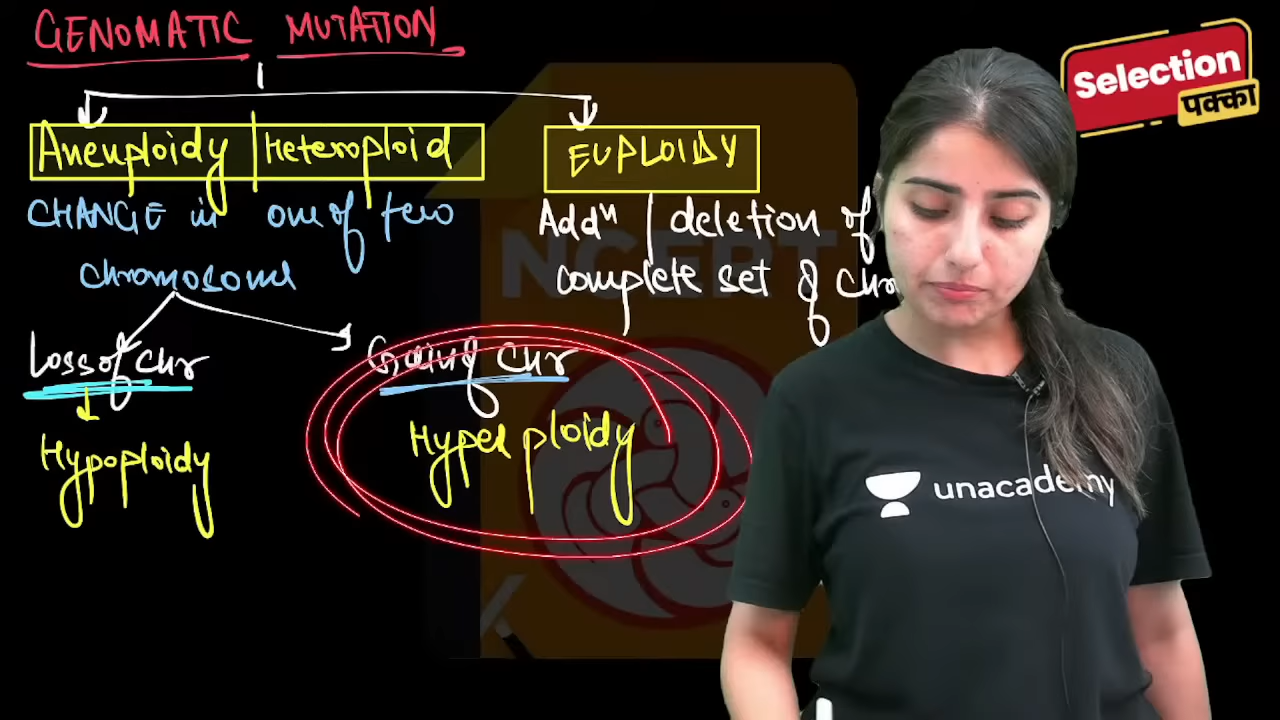 GENOMATIC MUTATION
Selection
पक्का
Aneuploidy | Heteroploid
EUPLOIDY
CHANGE in one of few
chromosome
Addⁿ | deletion of
complete set of chr
Loss of chr
Gain of chr
Hypoploidy
Hyperploidy
NCERT
unacademy